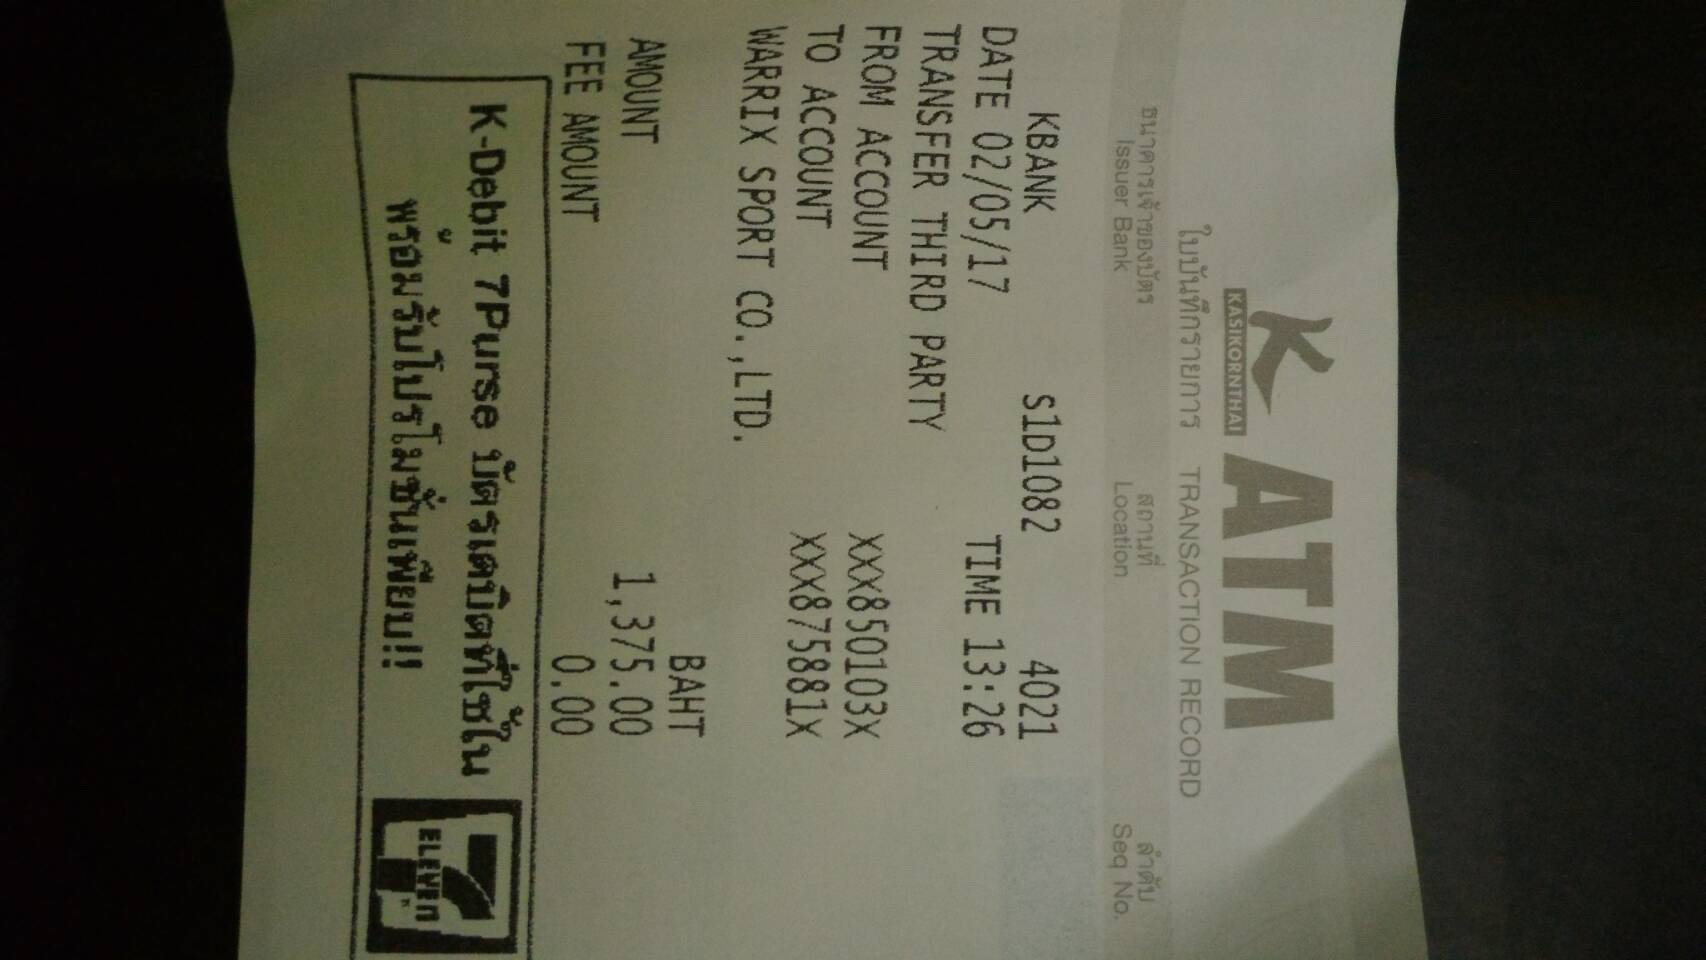 K ATM
KASIKORNTHAI
ใบบันทึกรายการ TRANSACTION RECORD
ธนาคารเจ้าของบัตร สถานที่ ลำดับ
Issuer Bank Location Seq No.
KBANK S1D1082 4021
DATE 02/05/17 TIME 13:26
TRANSFER THIRD PARTY
FROM ACCOUNT XXX850103X
TO ACCOUNT XXX875881X
WARRIX SPORT CO.,LTD.
BAHT
AMOUNT 1,375.00
FEE AMOUNT 0.00
K-Debit 7Purse บัตรเดบิตที่ใช้ใน
พร้อมรับโปรโมชั่นเพียบ!!
7 ELEVEn